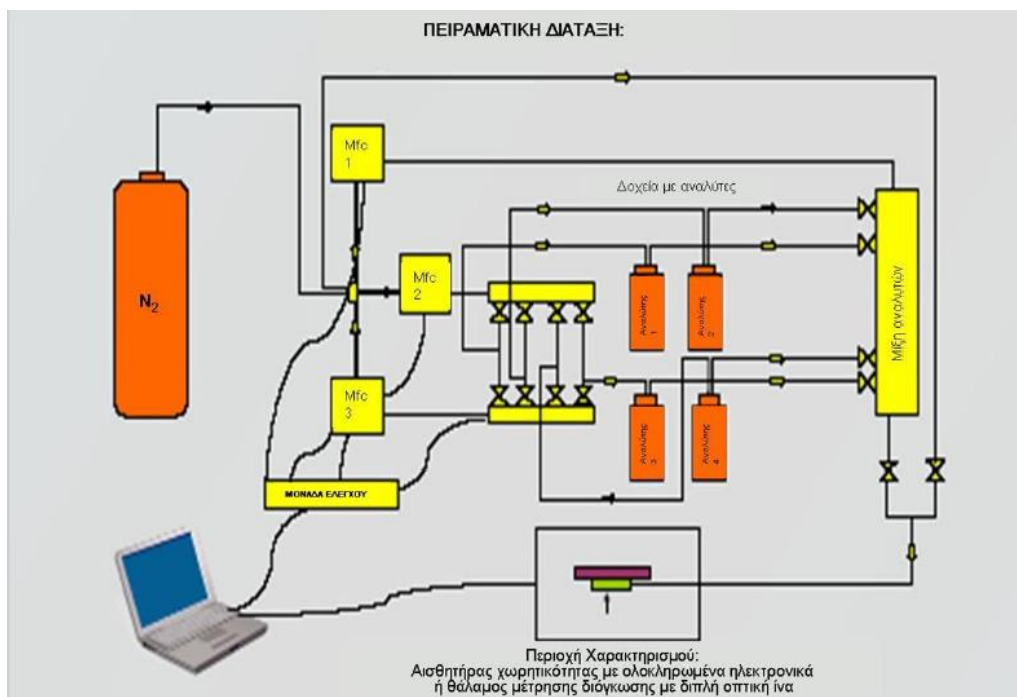 ΠΕΙΡΑΜΑΤΙΚΗ ΔΙΑΤΑΞΗ:
Mfc
1
Δοχεία με αναλύτες
N₂
Mfc
2
Αναλύτης
1
Αναλύτης
2
Μίξη αναλυτών
Mfc
3
Αναλύτης
3
Αναλύτης
4
ΜΟΝΑΔΑ ΕΛΕΓΧΟΥ
Περιοχή Χαρακτηρισμού:
Αισθητήρας χωρητικότητας με ολοκληρωμένα ηλεκτρονικά
ή θάλαμος μέτρησης διόγκωσης με διπλή οπτική ίνα